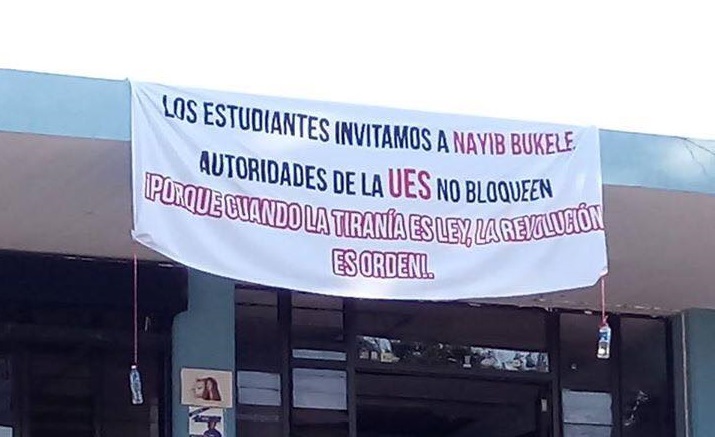 LOS ESTUDIANTES INVITAMOS A NAYIB BUKELE
AUTORIDADES DE LA UES NO BLOQUEEN
¡PORQUE CUANDO LA TIRANÍA ES LEY, LA REVOLUCIÓN
ES ORDEN!.